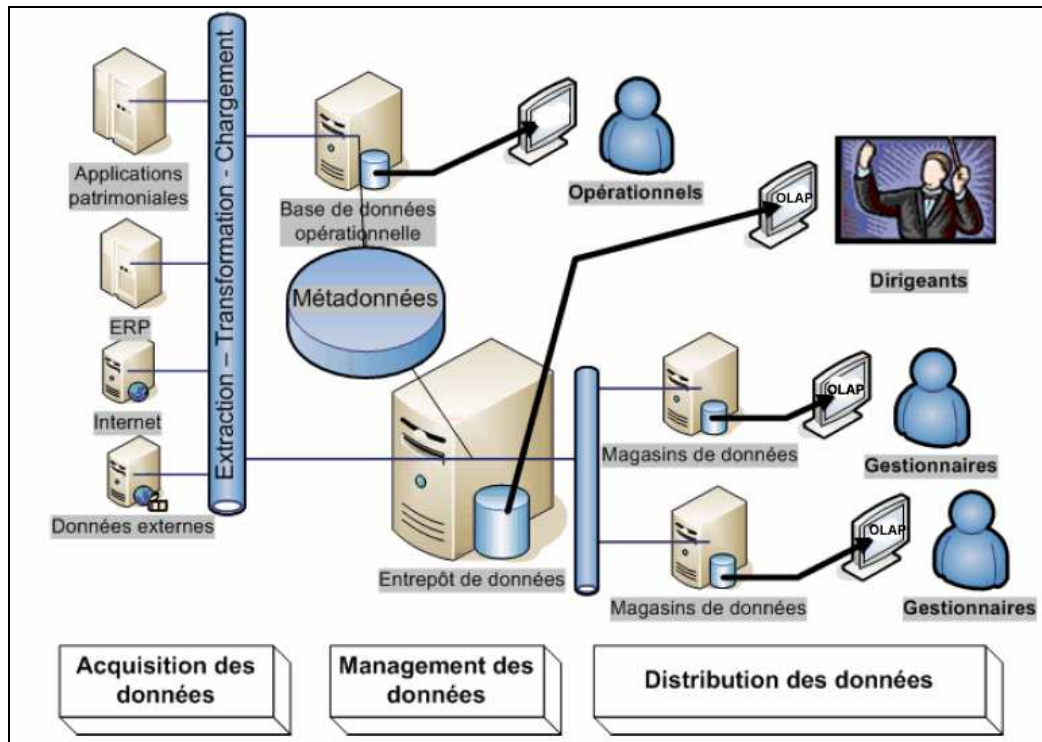 Applications
patrimoniales
ERP
Internet
Données externes
Extraction – Transformation - Chargement
Base de données
opérationnelle
Opérationnels
Métadonnées
OLAP
Dirigeants
Entrepôt de données
Magasins de données
OLAP
Gestionnaires
Magasins de données
OLAP
Gestionnaires
Acquisition des
données
Management des
données
Distribution des données